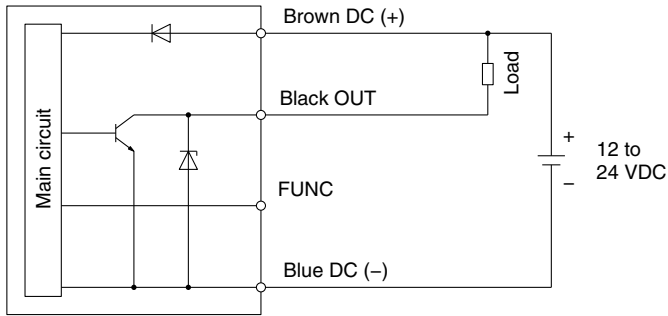 Brown DC (+)
Load
Black OUT
Main circuit
+
12 to
24 VDC
−
FUNC
Blue DC (−)